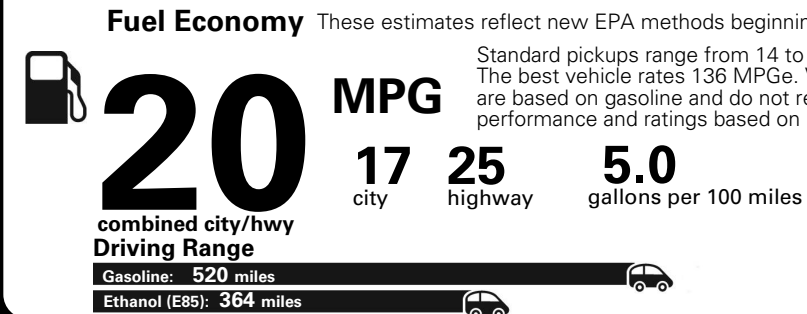 Fuel Economy These estimates reflect new EPA methods beginnin
Standard pickups range from 14 to
The best vehicle rates 136 MPGe. V
are based on gasoline and do not re
performance and ratings based on
20 MPG
17 25 5.0
city highway gallons per 100 miles
combined city/hwy
Driving Range
Gasoline: 520 miles
Ethanol (E85): 364 miles